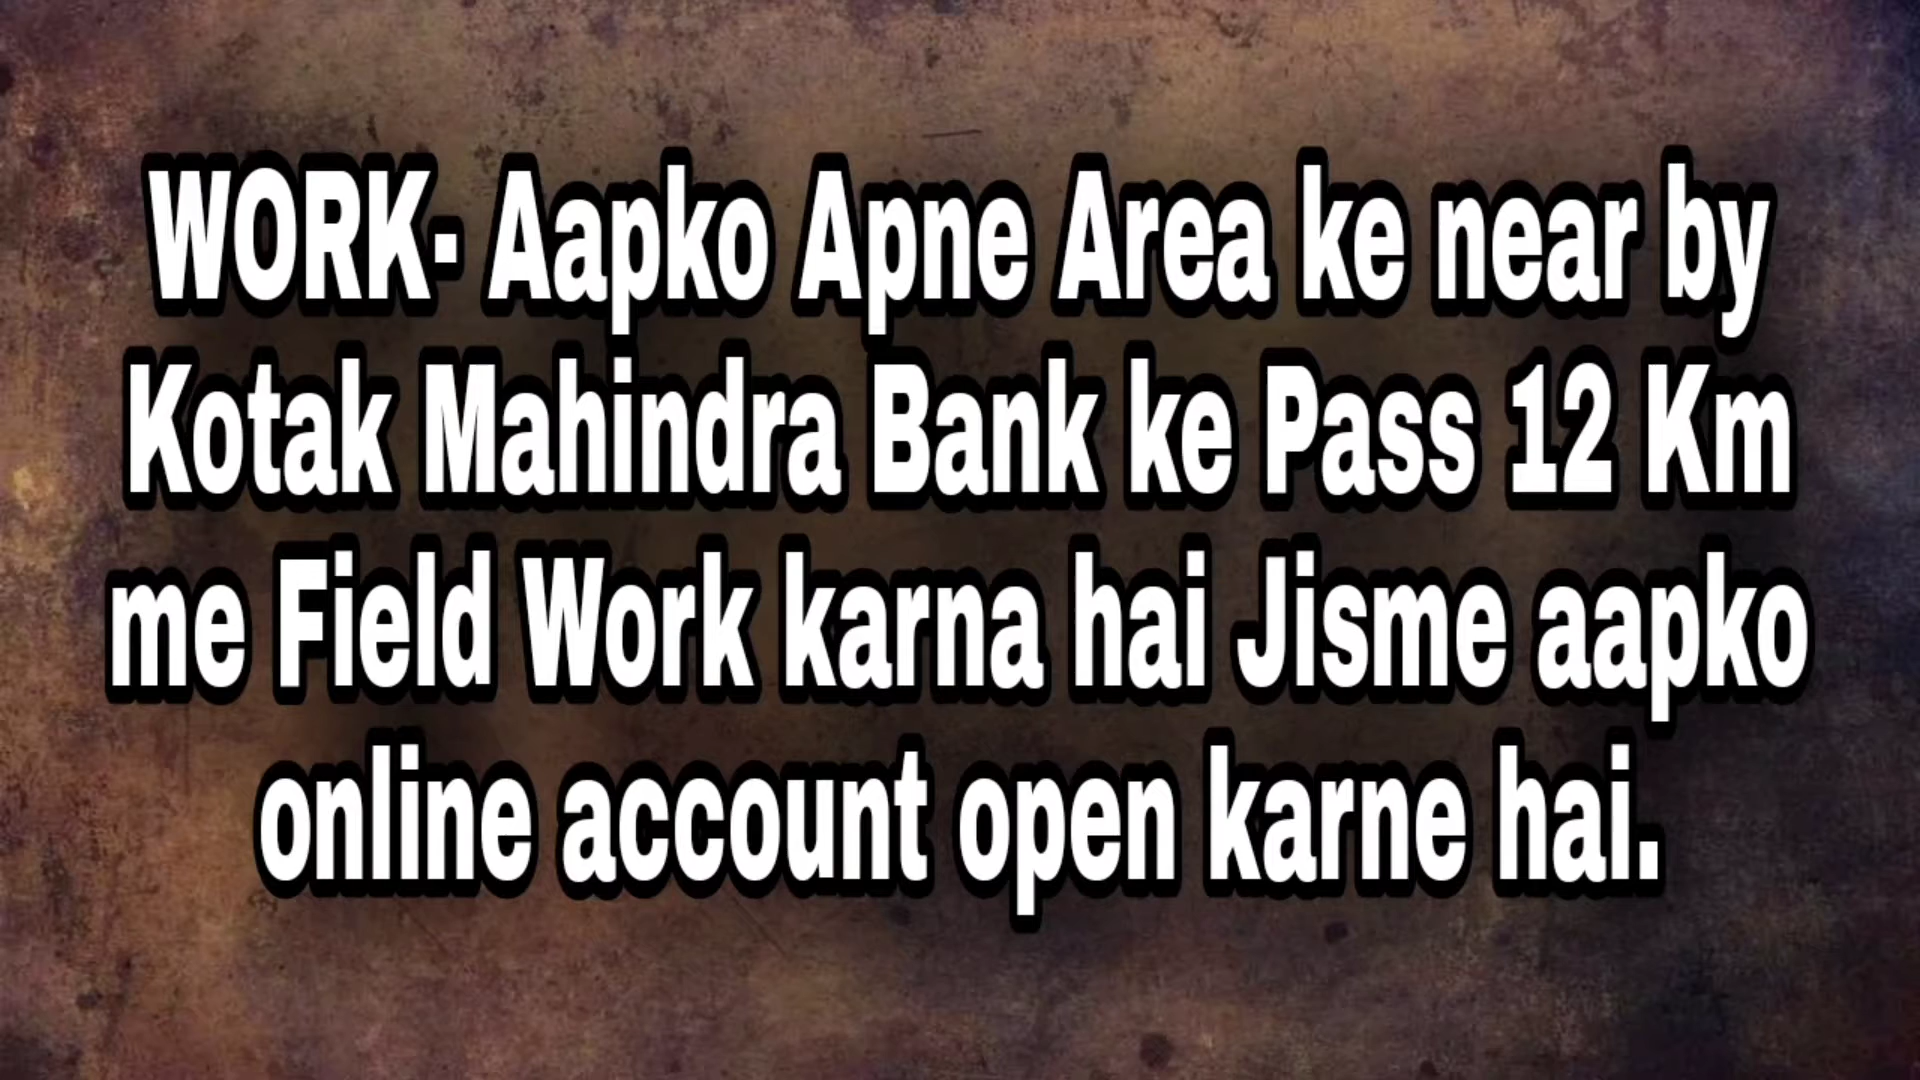 WORK- Aapko Apne Area ke near by
Kotak Mahindra Bank ke Pass 12 Km
me Field Work karna hai Jisme aapko
online account open karne hai.